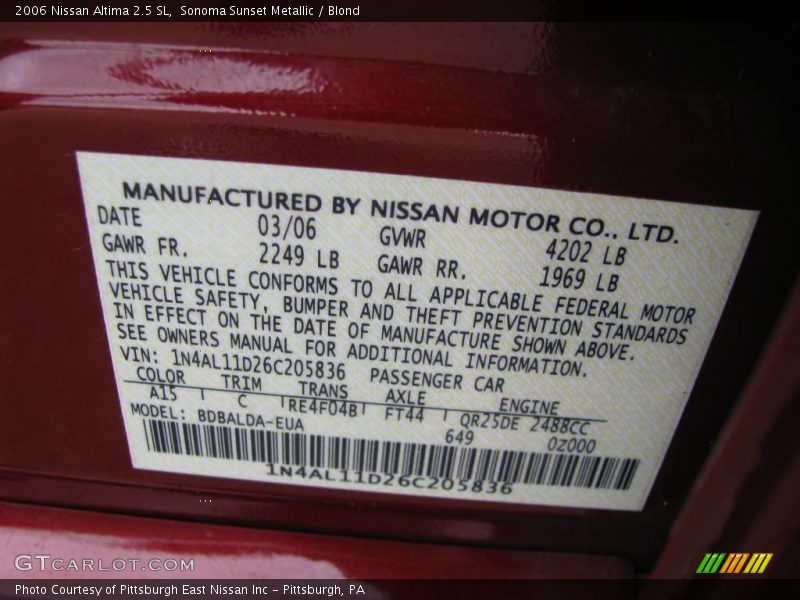 2006 Nissan Altima 2.5 SL,  Sonoma Sunset Metallic / Blond
MANUFACTURED BY NISSAN MOTOR CO., LTD.
DATE 03/06 GVWR 4202 LB
GAWR FR. 2249 LB GAWR RR. 1969 LB
THIS VEHICLE CONFORMS TO ALL APPLICABLE FEDERAL MOTOR
VEHICLE SAFETY, BUMPER AND THEFT PREVENTION STANDARDS
IN EFFECT ON THE DATE OF MANUFACTURE SHOWN ABOVE.
SEE OWNERS MANUAL FOR ADDITIONAL INFORMATION.
VIN: 1N4AL11D26C205836 PASSENGER CAR
COLOR TRIM TRANS AXLE ENGINE
A15 C RE4F04B FT44 QR25DE 2488CC
MODEL: BDBALDA-EUA 649 0Z000
1N4AL11D26C205836
GTCARLOT.COM
Photo Courtesy of Pittsburgh East Nissan Inc - Pittsburgh, PA